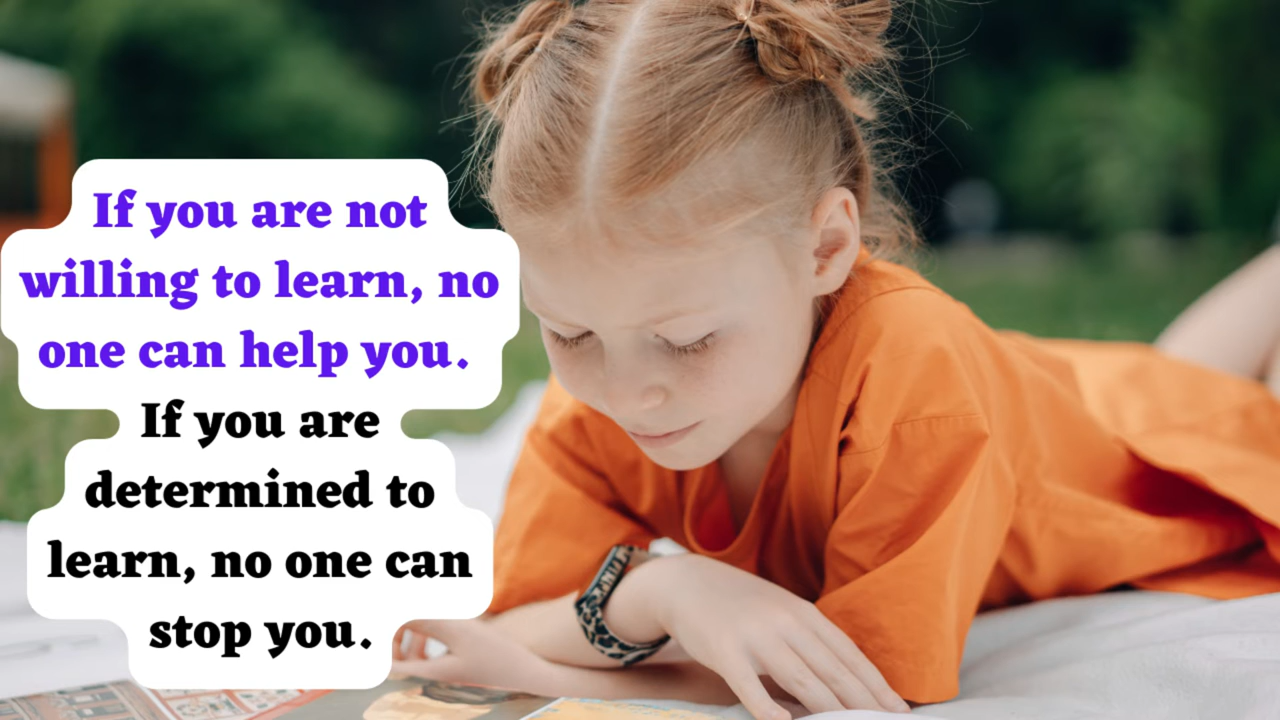 If you are not
willing to learn, no
one can help you.
If you are
determined to
learn, no one can
stop you.